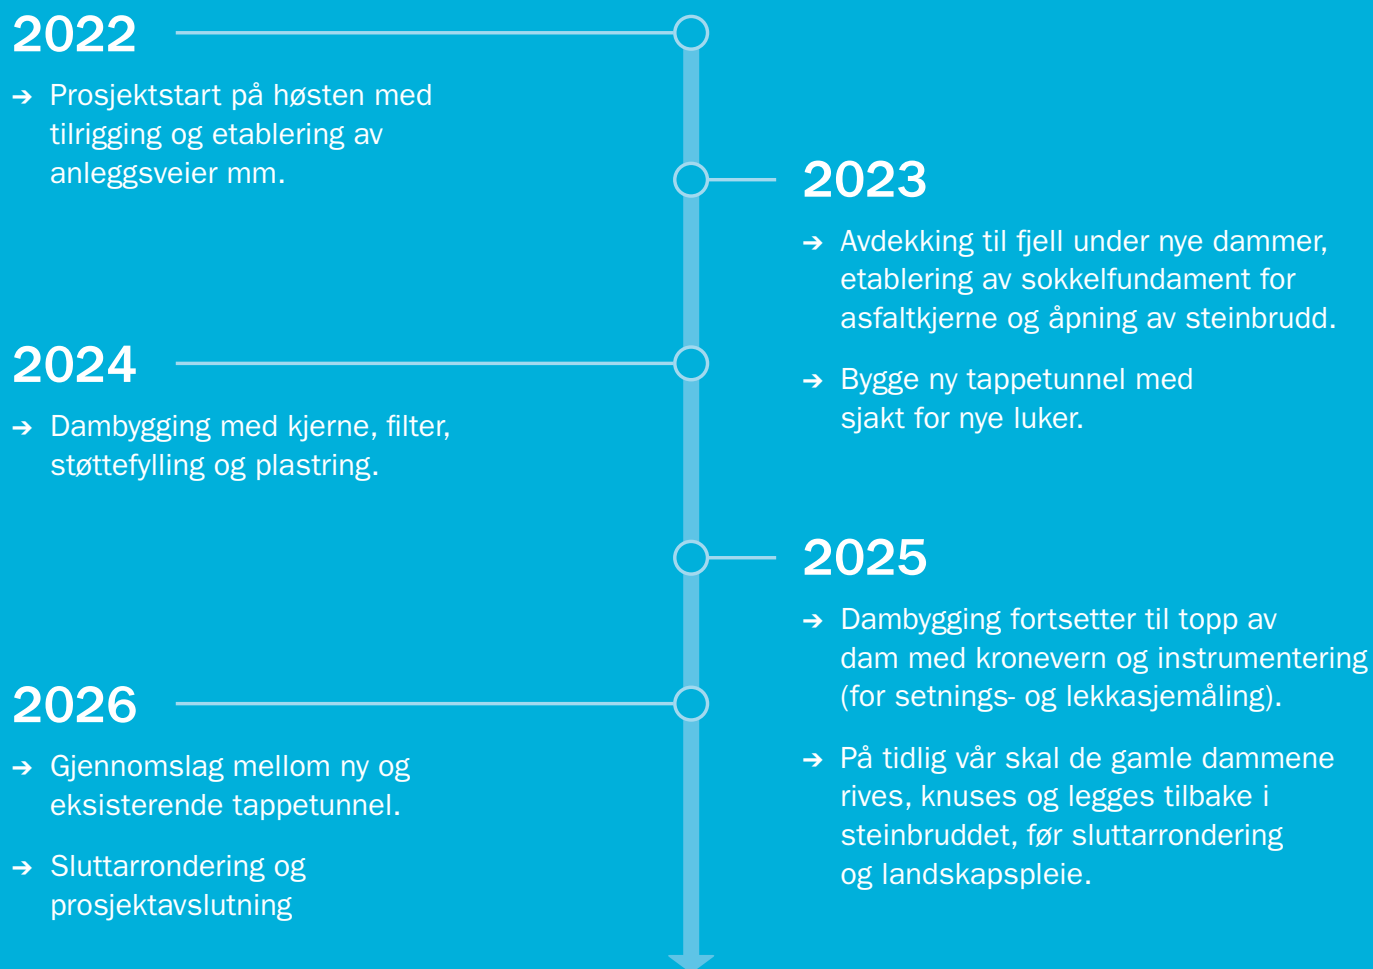 2022
→ Prosjektstart på høsten med
tilrigging og etablering av
anleggsveier mm.
2023
→ Avdekking til fjell under nye dammer,
etablering av sokkelfundament for
asfaltkjerne og åpning av steinbrudd.
→ Bygge ny tappetunnel med
sjakt for nye luker.
2024
→ Dambygging med kjerne, filter,
støttefylling og plastring.
2025
→ Dambygging fortsetter til topp av
dam med kronevern og instrumentering
(for setnings- og lekkasjemåling).
→ På tidlig vår skal de gamle dammene
rives, knuses og legges tilbake i
steinbruddet, før sluttarrondering
og landskapspleie.
2026
→ Gjennomslag mellom ny og
eksisterende tappetunnel.
→ Sluttarrondering og
prosjektavslutning